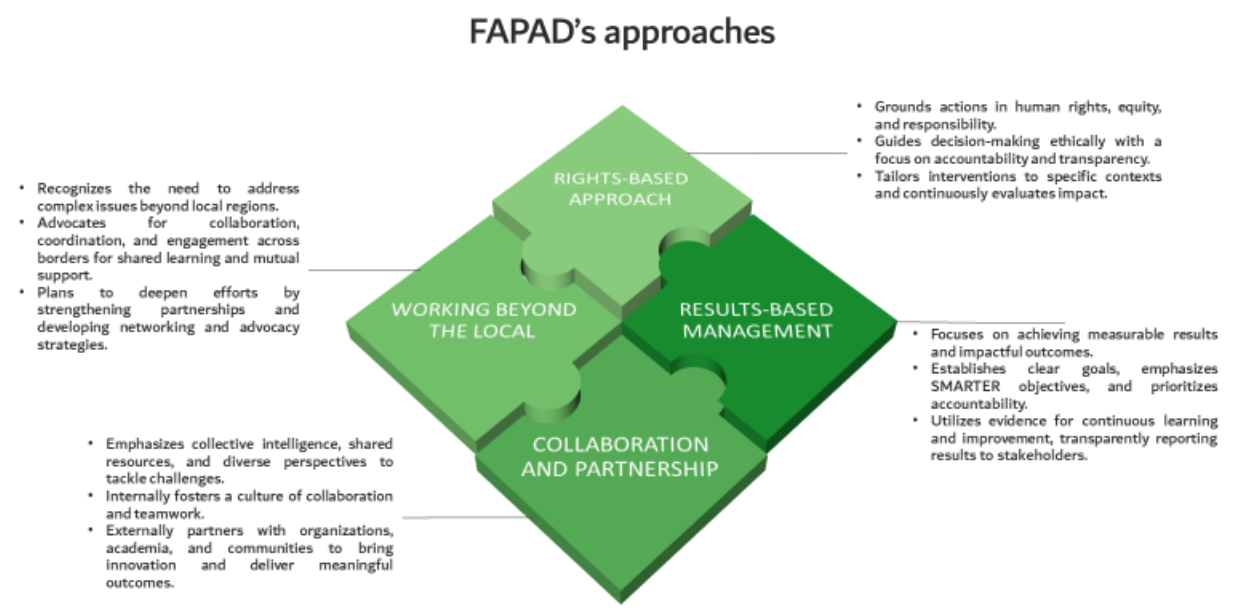 FAPAD's approaches
• Grounds actions in human rights, equity,
and responsibility.
• Guides decision-making ethically with a
focus on accountability and transparency.
• Tailors interventions to specific contexts
and continuously evaluates impact.
RIGHTS-BASED
APPROACH
• Recognizes the need to address
complex issues beyond local regions.
• Advocates for collaboration,
coordination, and engagement across
borders for shared learning and mutual
support.
• Plans to deepen efforts by
strengthening partnerships and
developing networking and advocacy
strategies.
WORKING BEYOND
THE LOCAL
RESULTS-BASED
MANAGEMENT
• Focuses on achieving measurable results
and impactful outcomes.
• Establishes clear goals, emphasizes
SMARTER objectives, and prioritizes
accountability.
• Utilizes evidence for continuous learning
and improvement, transparently reporting
results to stakeholders.
• Emphasizes collective intelligence, shared
resources, and diverse perspectives to
tackle challenges.
• Internally fosters a culture of collaboration
and teamwork.
• Externally partners with organizations,
academia, and communities to bring
innovation and deliver meaningful
outcomes.
COLLABORATION
AND PARTNERSHIP